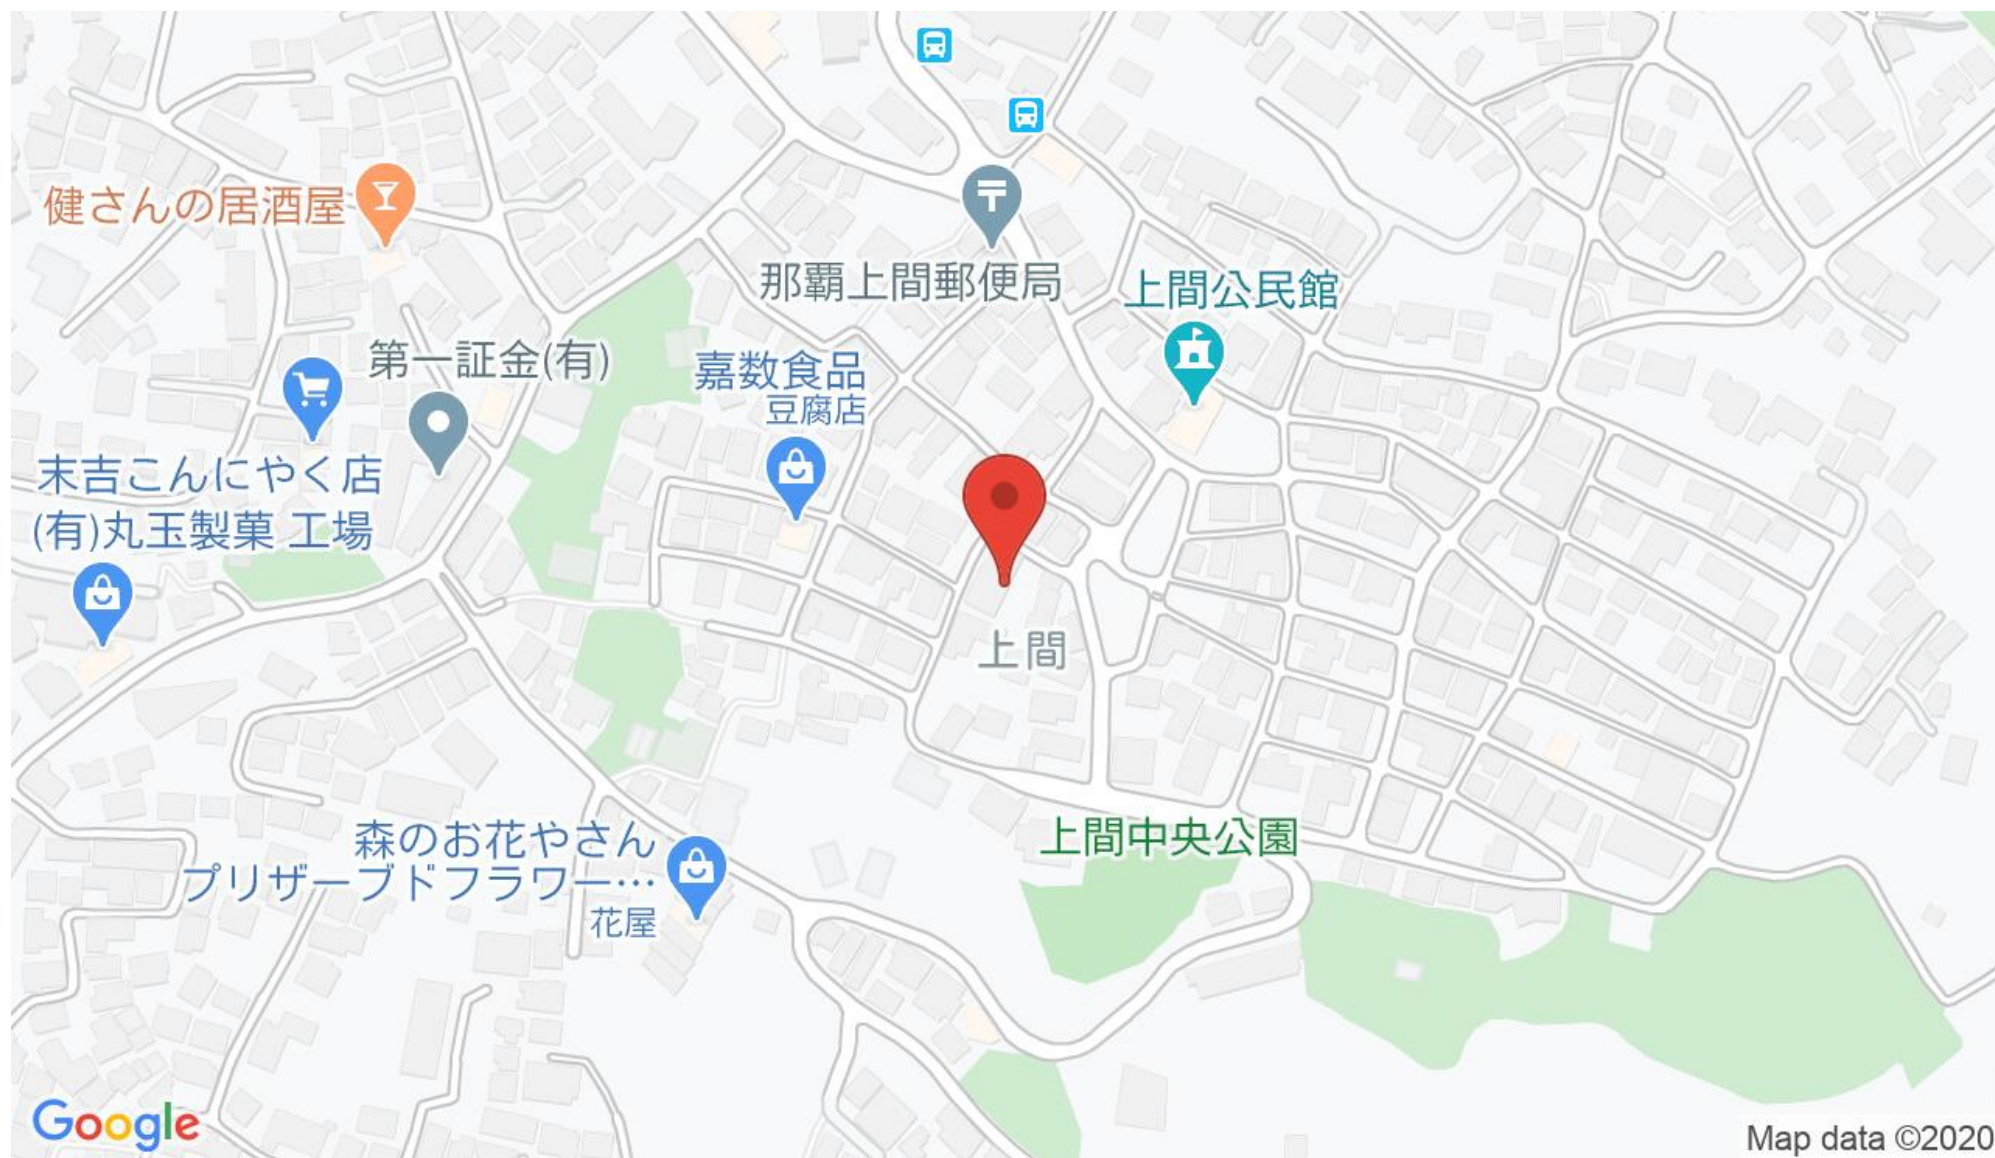 健さんの居酒屋
那覇上間郵便局
上間公民館
第一証金(有)
嘉数食品
豆腐店
末吉こんにやく店
(有)丸玉製菓 工場
上間
上間中央公園
森のお花やさん
プリザーブドフラワー…
花屋
Google
Map data ©2020